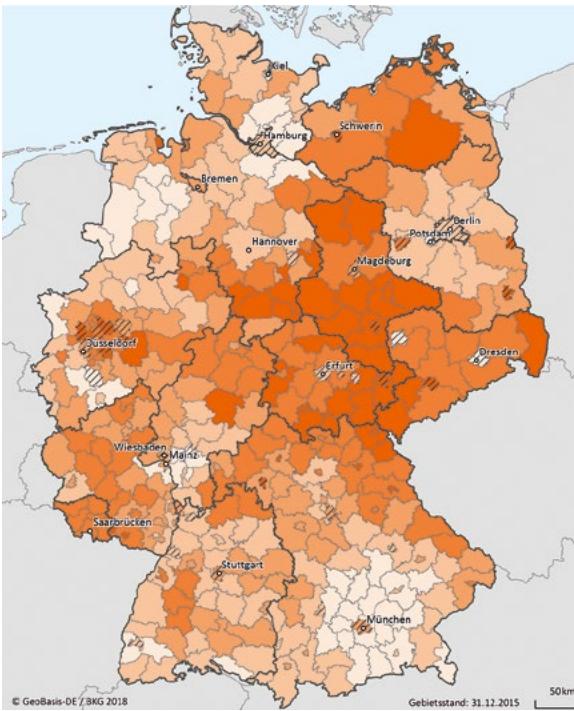 Kiel
Schwerin
Hamburg
Bremen
Berlin
Potsdam
Hannover
Magdeburg
Düsseldorf
Erfurt
Dresden
Wiesbaden
Mainz
Saarbrücken
Stuttgart
München
50km
© GeoBasis-DE / BKG 2018
Gebietsstand: 31.12.2015